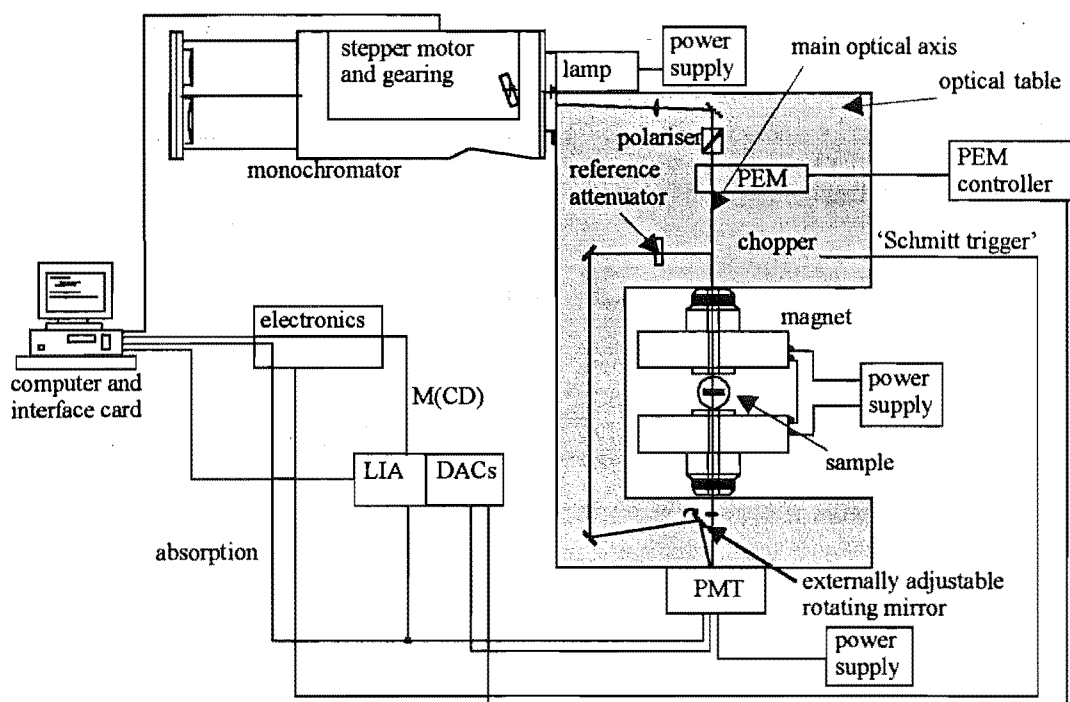 stepper motor
and gearing
lamp
power
supply
main optical axis
optical table
monochromator
polariser
reference
attenuator
PEM
PEM
controller
chopper
'Schmitt trigger'
electronics
magnet
computer and
interface card
M(CD)
power
supply
sample
LIA
DACs
absorption
PMT
externally adjustable
rotating mirror
power
supply